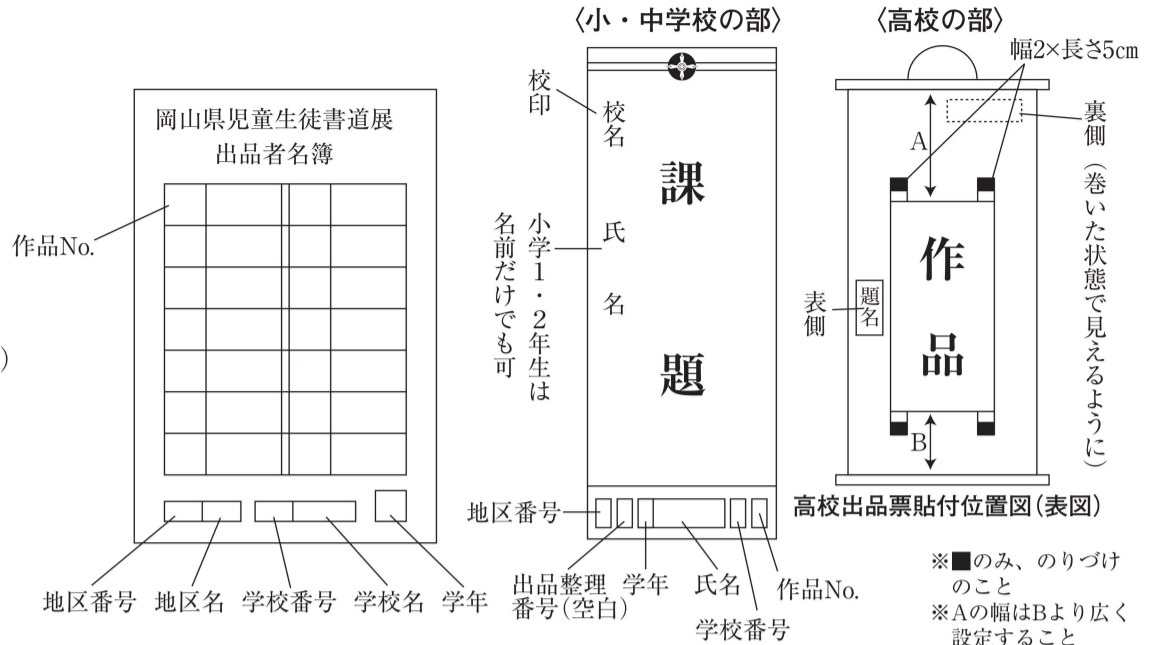 岡山県児童生徒書道展
出品者名簿
作品No.
地区番号
地区名
学校番号
学校名
学年
)
〈小・中学校の部〉
校印
校名
氏名
小学1・2年生は
名前だけでも可
課題
地区番号
出品整理
番号(空白)
学年
氏名
学校番号
作品No.
〈高校の部〉
幅2×長さ5cm
裏側(巻いた状態で見えるように)
A
作品
題名
表側
B
高校出品票貼付位置図(表図)
※■のみ、のりづけ
のこと
※Aの幅はBより広く
設定すること